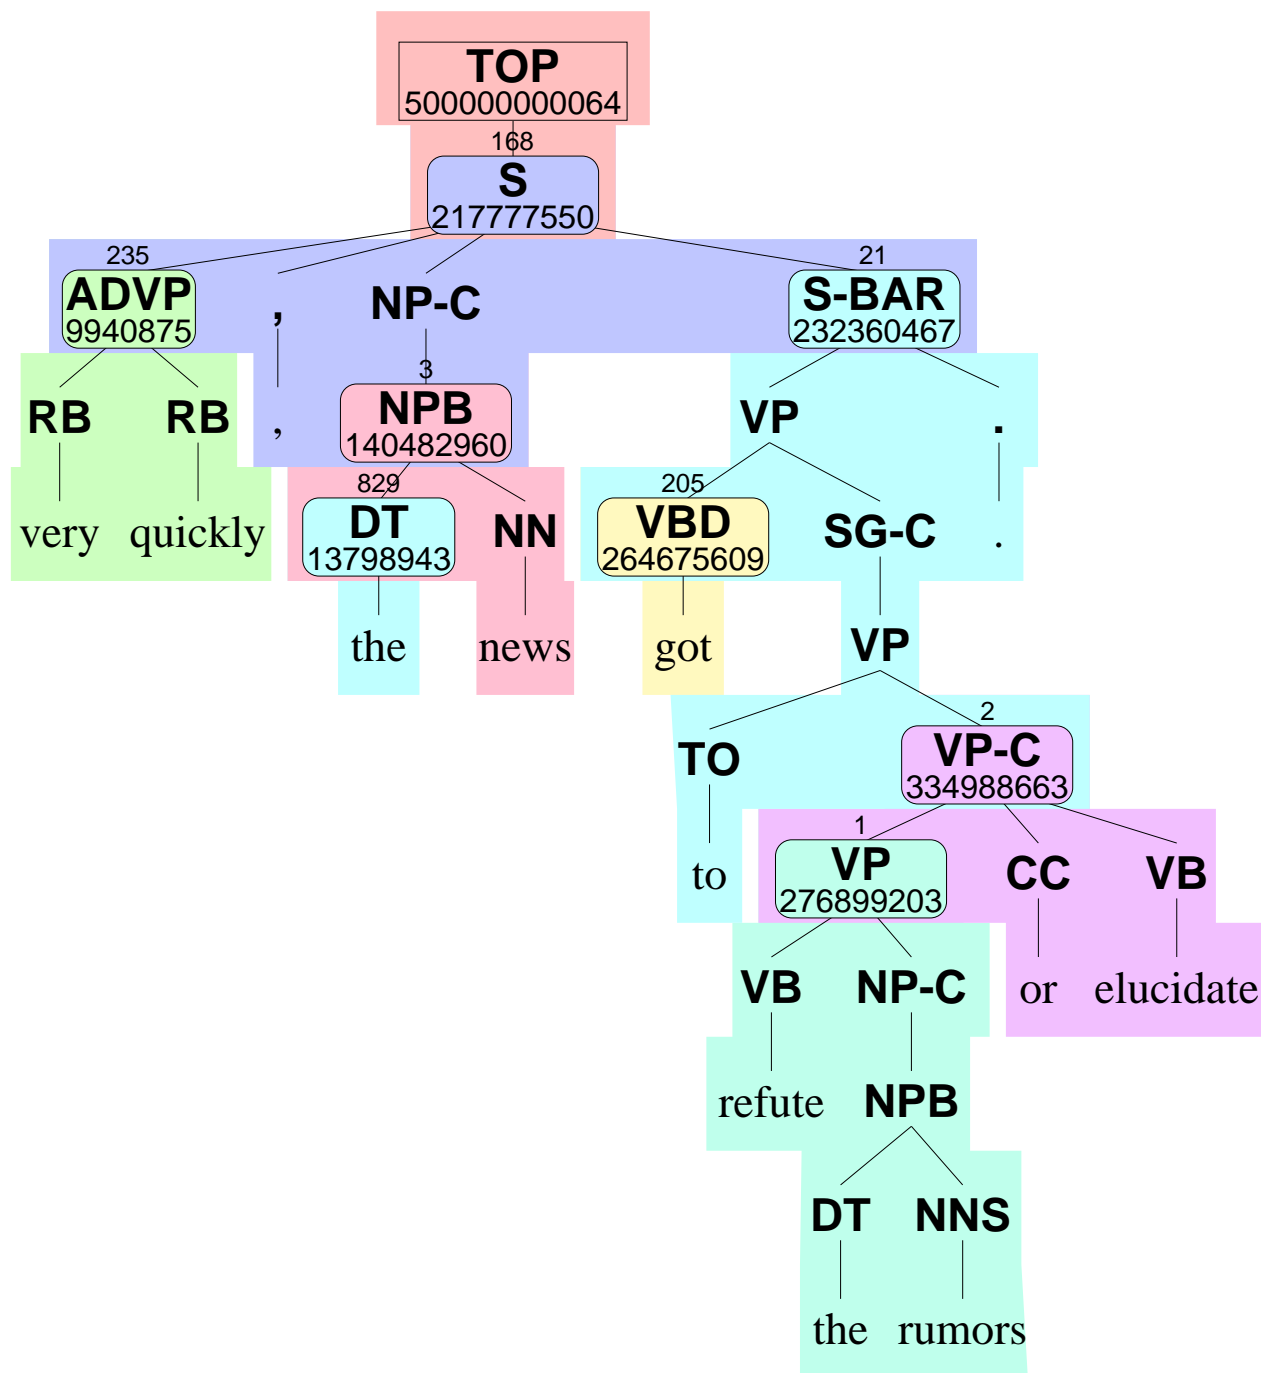 TOP
500000000064
168
S
217777550
235 21
ADVP , NP-C S-BAR
9940875 232360467
3
RB RB , NPB VP .
140482960
829 205
very quickly DT NN VBD SG-C .
13798943 264675609
the news got VP
2
TO VP-C
334988663
1
to VP CC VB
276899203
VB NP-C or elucidate
refute NPB
DT NNS
the rumors